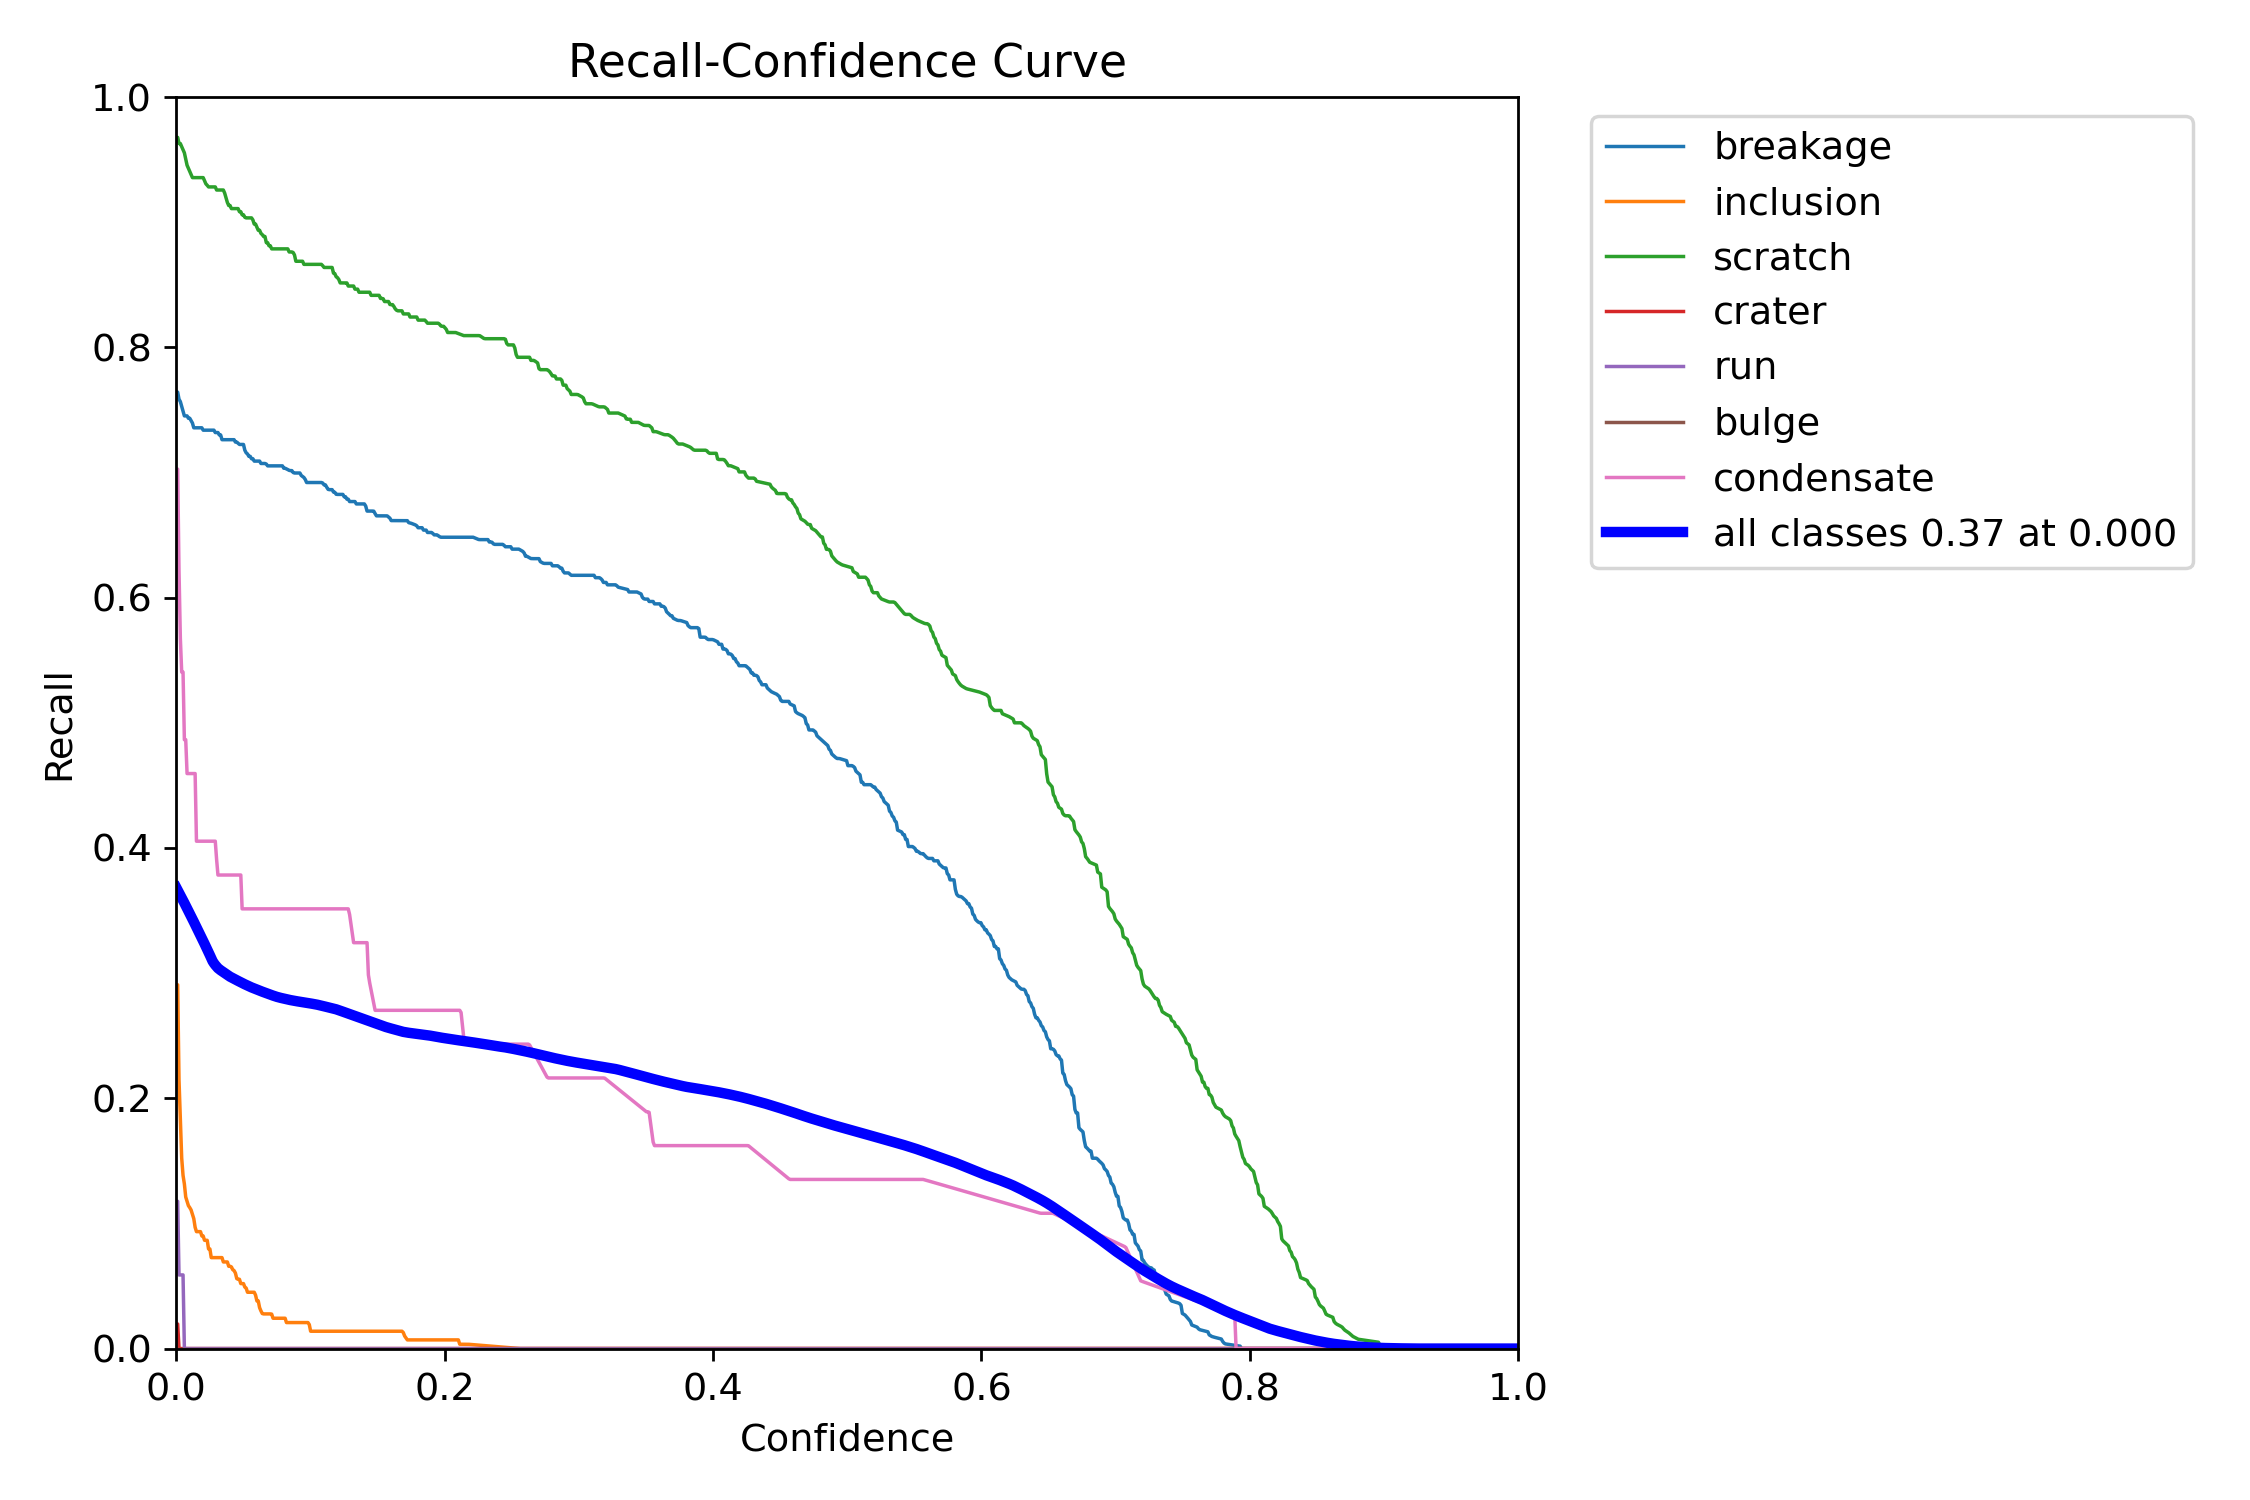 Recall-Confidence Curve
1.0
0.8
0.6
0.4
0.2
0.0
Recall
0.0 0.2 0.4 0.6 0.8 1.0
Confidence
breakage
inclusion
scratch
crater
run
bulge
condensate
all classes 0.37 at 0.000